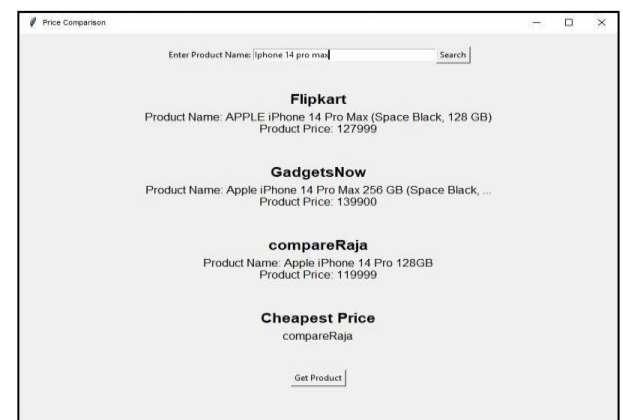 Price Comparison
Enter Product Name: Iphone 14 pro max Search
Flipkart
Product Name: APPLE iPhone 14 Pro Max (Space Black, 128 GB)
Product Price: 127999
GadgetsNow
Product Name: Apple iPhone 14 Pro Max 256 GB (Space Black, ...
Product Price: 139900
compareRaja
Product Name: Apple iPhone 14 Pro 128GB
Product Price: 119999
Cheapest Price
compareRaja
Get Product